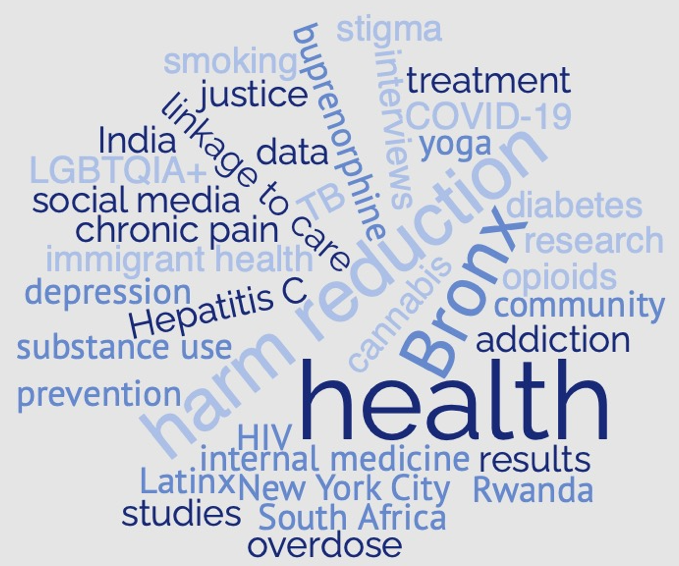 stigma
buprenorphine
smoking
interviews
treatment
justice
linkage to care
COVID-19
India
data
yoga
LGBTQIA+
TB
social media
harm reduction
diabetes
chronic pain
Bronx
research
immigrant health
cannabis
opioids
depression
Hepatitis C
community
substance use
addiction
prevention
health
HIV
internal medicine
results
Latinx
New York City
Rwanda
studies
South Africa
overdose